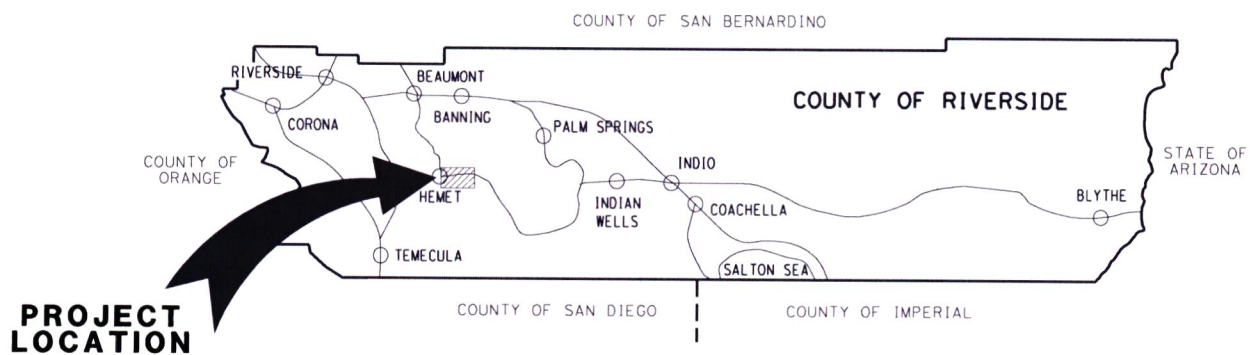 COUNTY OF SAN BERNARDINO
RIVERSIDE
BEAUMONT
COUNTY OF RIVERSIDE
BANNING
CORONA
PALM SPRINGS
COUNTY OF
ORANGE
STATE OF
ARIZONA
INDIO
HEMET
INDIAN
WELLS
COACHELLA
BLYTHE
TEMECULA
SALTON SEA
PROJECT
LOCATION
COUNTY OF SAN DIEGO
COUNTY OF IMPERIAL